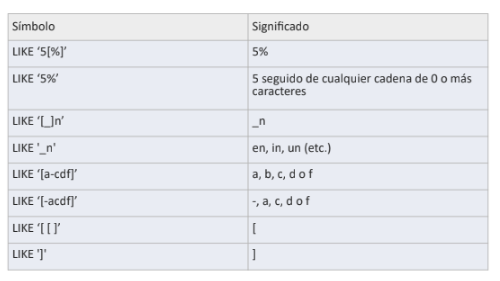 Símbolo Significado
LIKE ‘5[%]’ 5%
LIKE ‘5%’ 5 seguido de cualquier cadena de 0 o más
caracteres
LIKE ‘[_]n’ _n
LIKE '_n' en, in, un (etc.)
LIKE ‘[a-cdf]’ a, b, c, d o f
LIKE ‘[-acdf]’ -, a, c, d o f
LIKE ‘[ [ ]’ [
LIKE ']' ]